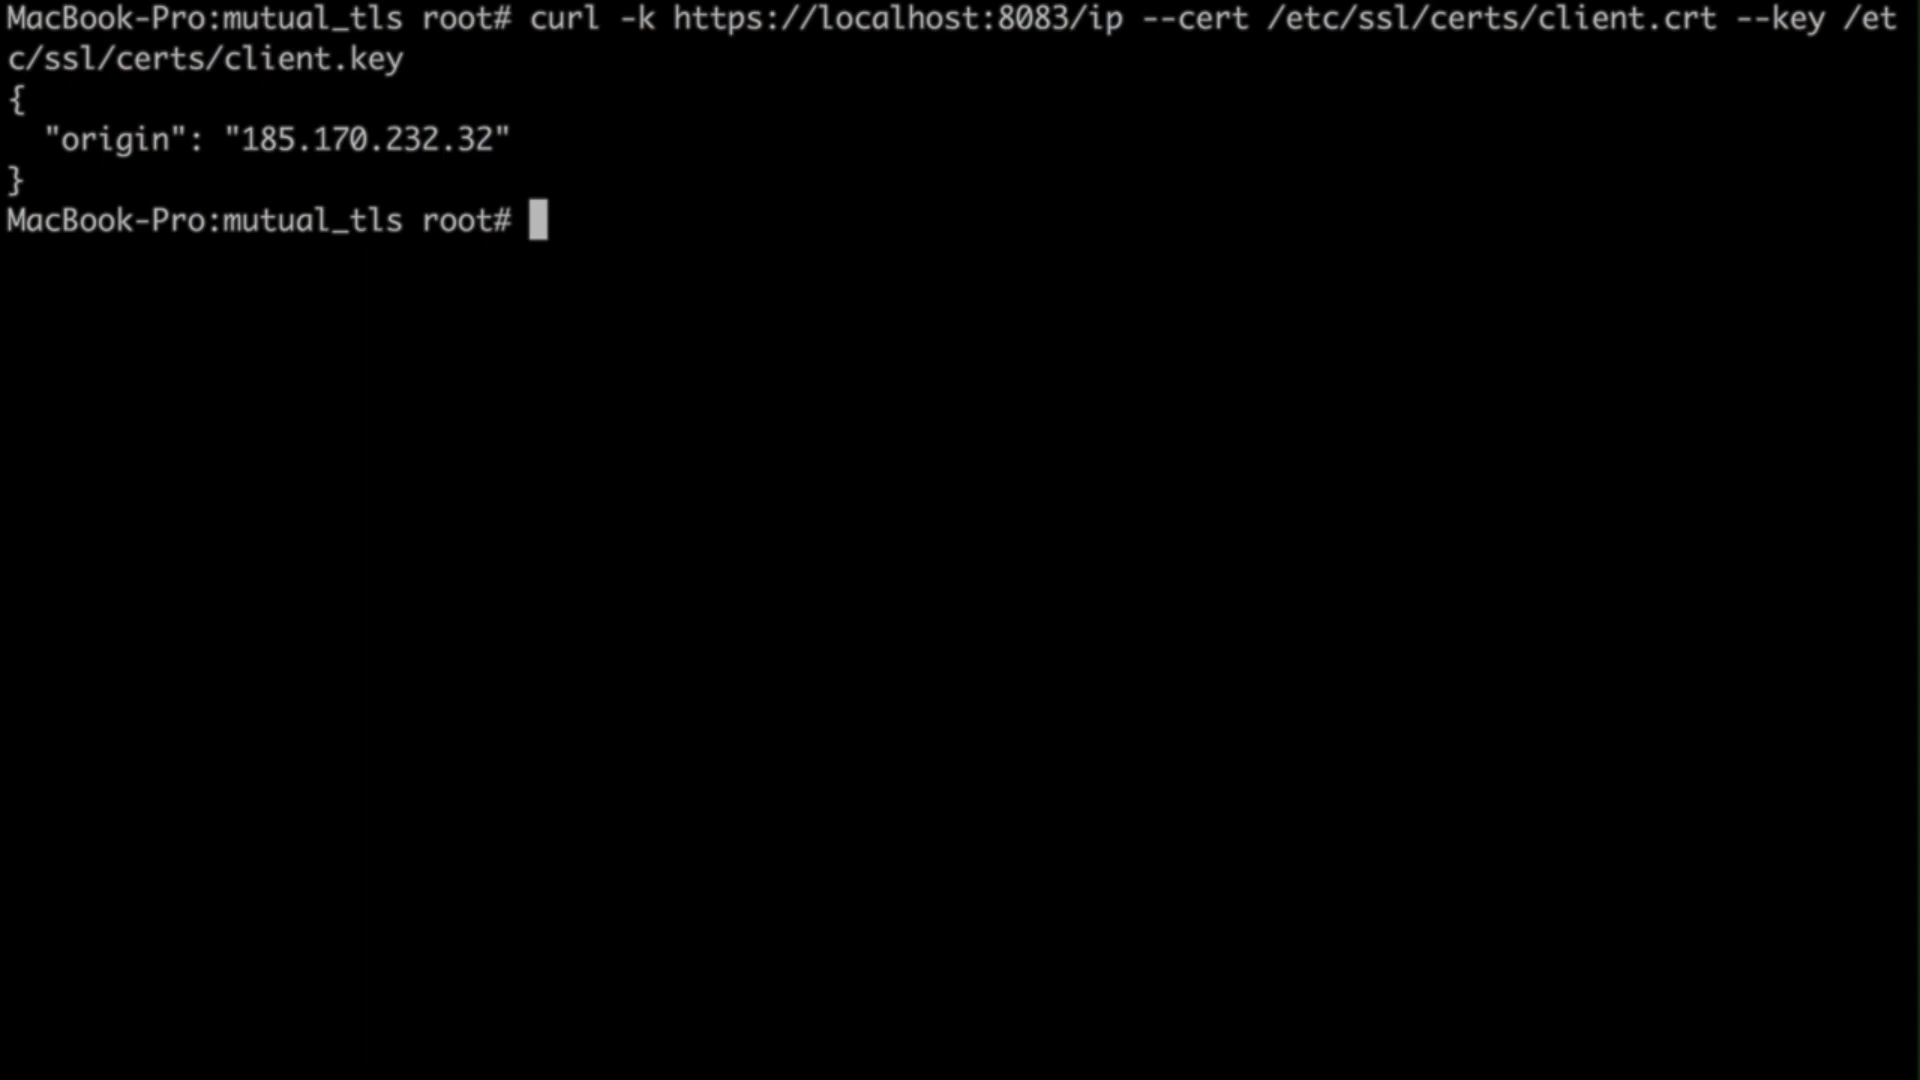 MacBook-Pro:mutual_tls root# curl -k https://localhost:8083/ip --cert /etc/ssl/certs/client.crt --key /et
c/ssl/certs/client.key
{
  "origin": "185.170.232.32"
}
MacBook-Pro:mutual_tls root#